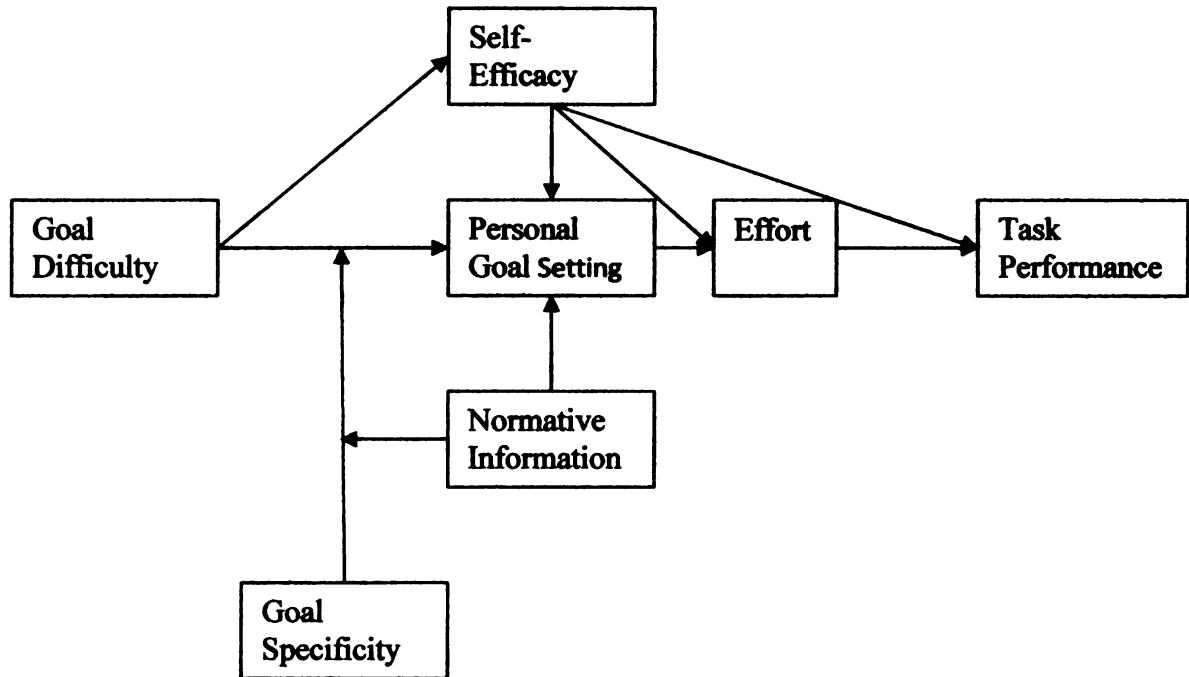 Self-
Efficacy
Goal
Difficulty
Personal
Goal Setting
Effort
Task
Performance
Normative
Information
Goal
Specificity